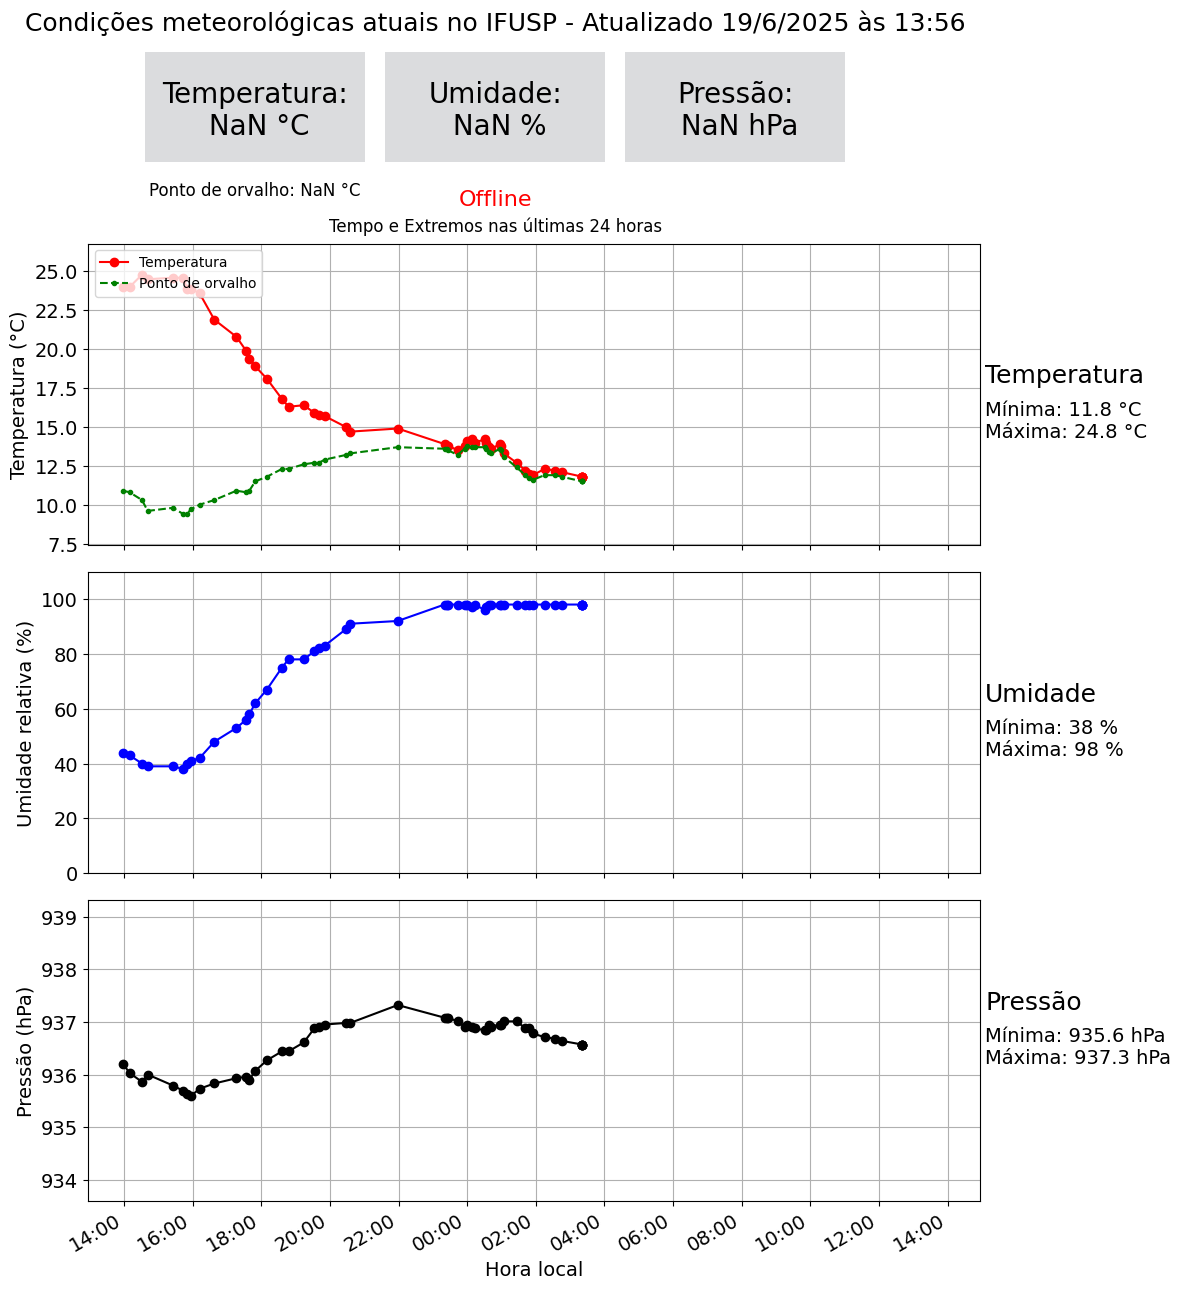 Condições meteorológicas atuais no IFUSP - Atualizado 19/6/2025 às 13:56
Temperatura:
NaN °C
Umidade:
NaN %
Pressão:
NaN hPa
Ponto de orvalho: NaN °C
Offline
Tempo e Extremos nas últimas 24 horas
Temperatura
Ponto de orvalho
Temperatura (°C)
25.0
22.5
20.0
17.5
15.0
12.5
10.0
7.5
Temperatura
Mínima: 11.8 °C
Máxima: 24.8 °C
Umidade relativa (%)
100
80
60
40
20
0
Umidade
Mínima: 38 %
Máxima: 98 %
Pressão (hPa)
939
938
937
936
935
934
Pressão
Mínima: 935.6 hPa
Máxima: 937.3 hPa
14:00
16:00
18:00
20:00
22:00
00:00
02:00
04:00
06:00
08:00
10:00
12:00
14:00
Hora local